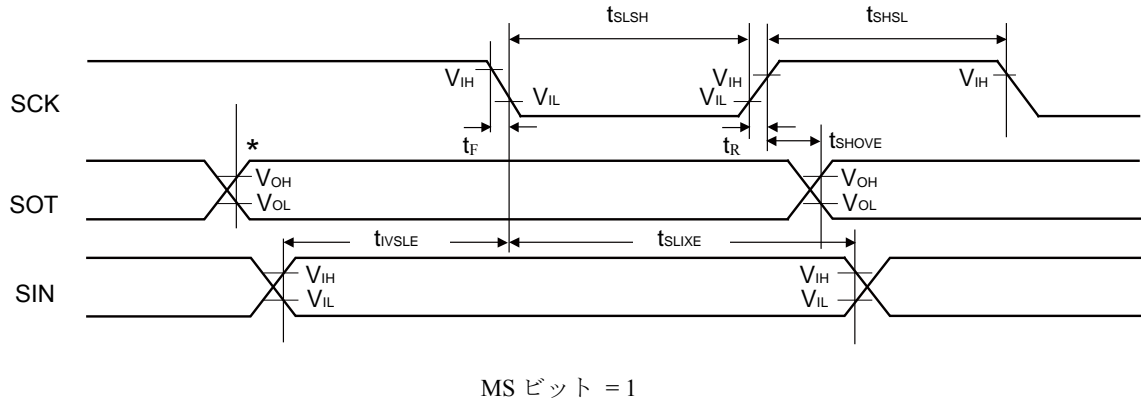 tSLSH tSHSL
SCK VIH VIL VIH VIL VIH
tF tR tSHOVE
*
SOT VOH VOL VOH VOL
tIVSLE tSLIXE
SIN VIH VIL VIH VIL
MS ビット = 1